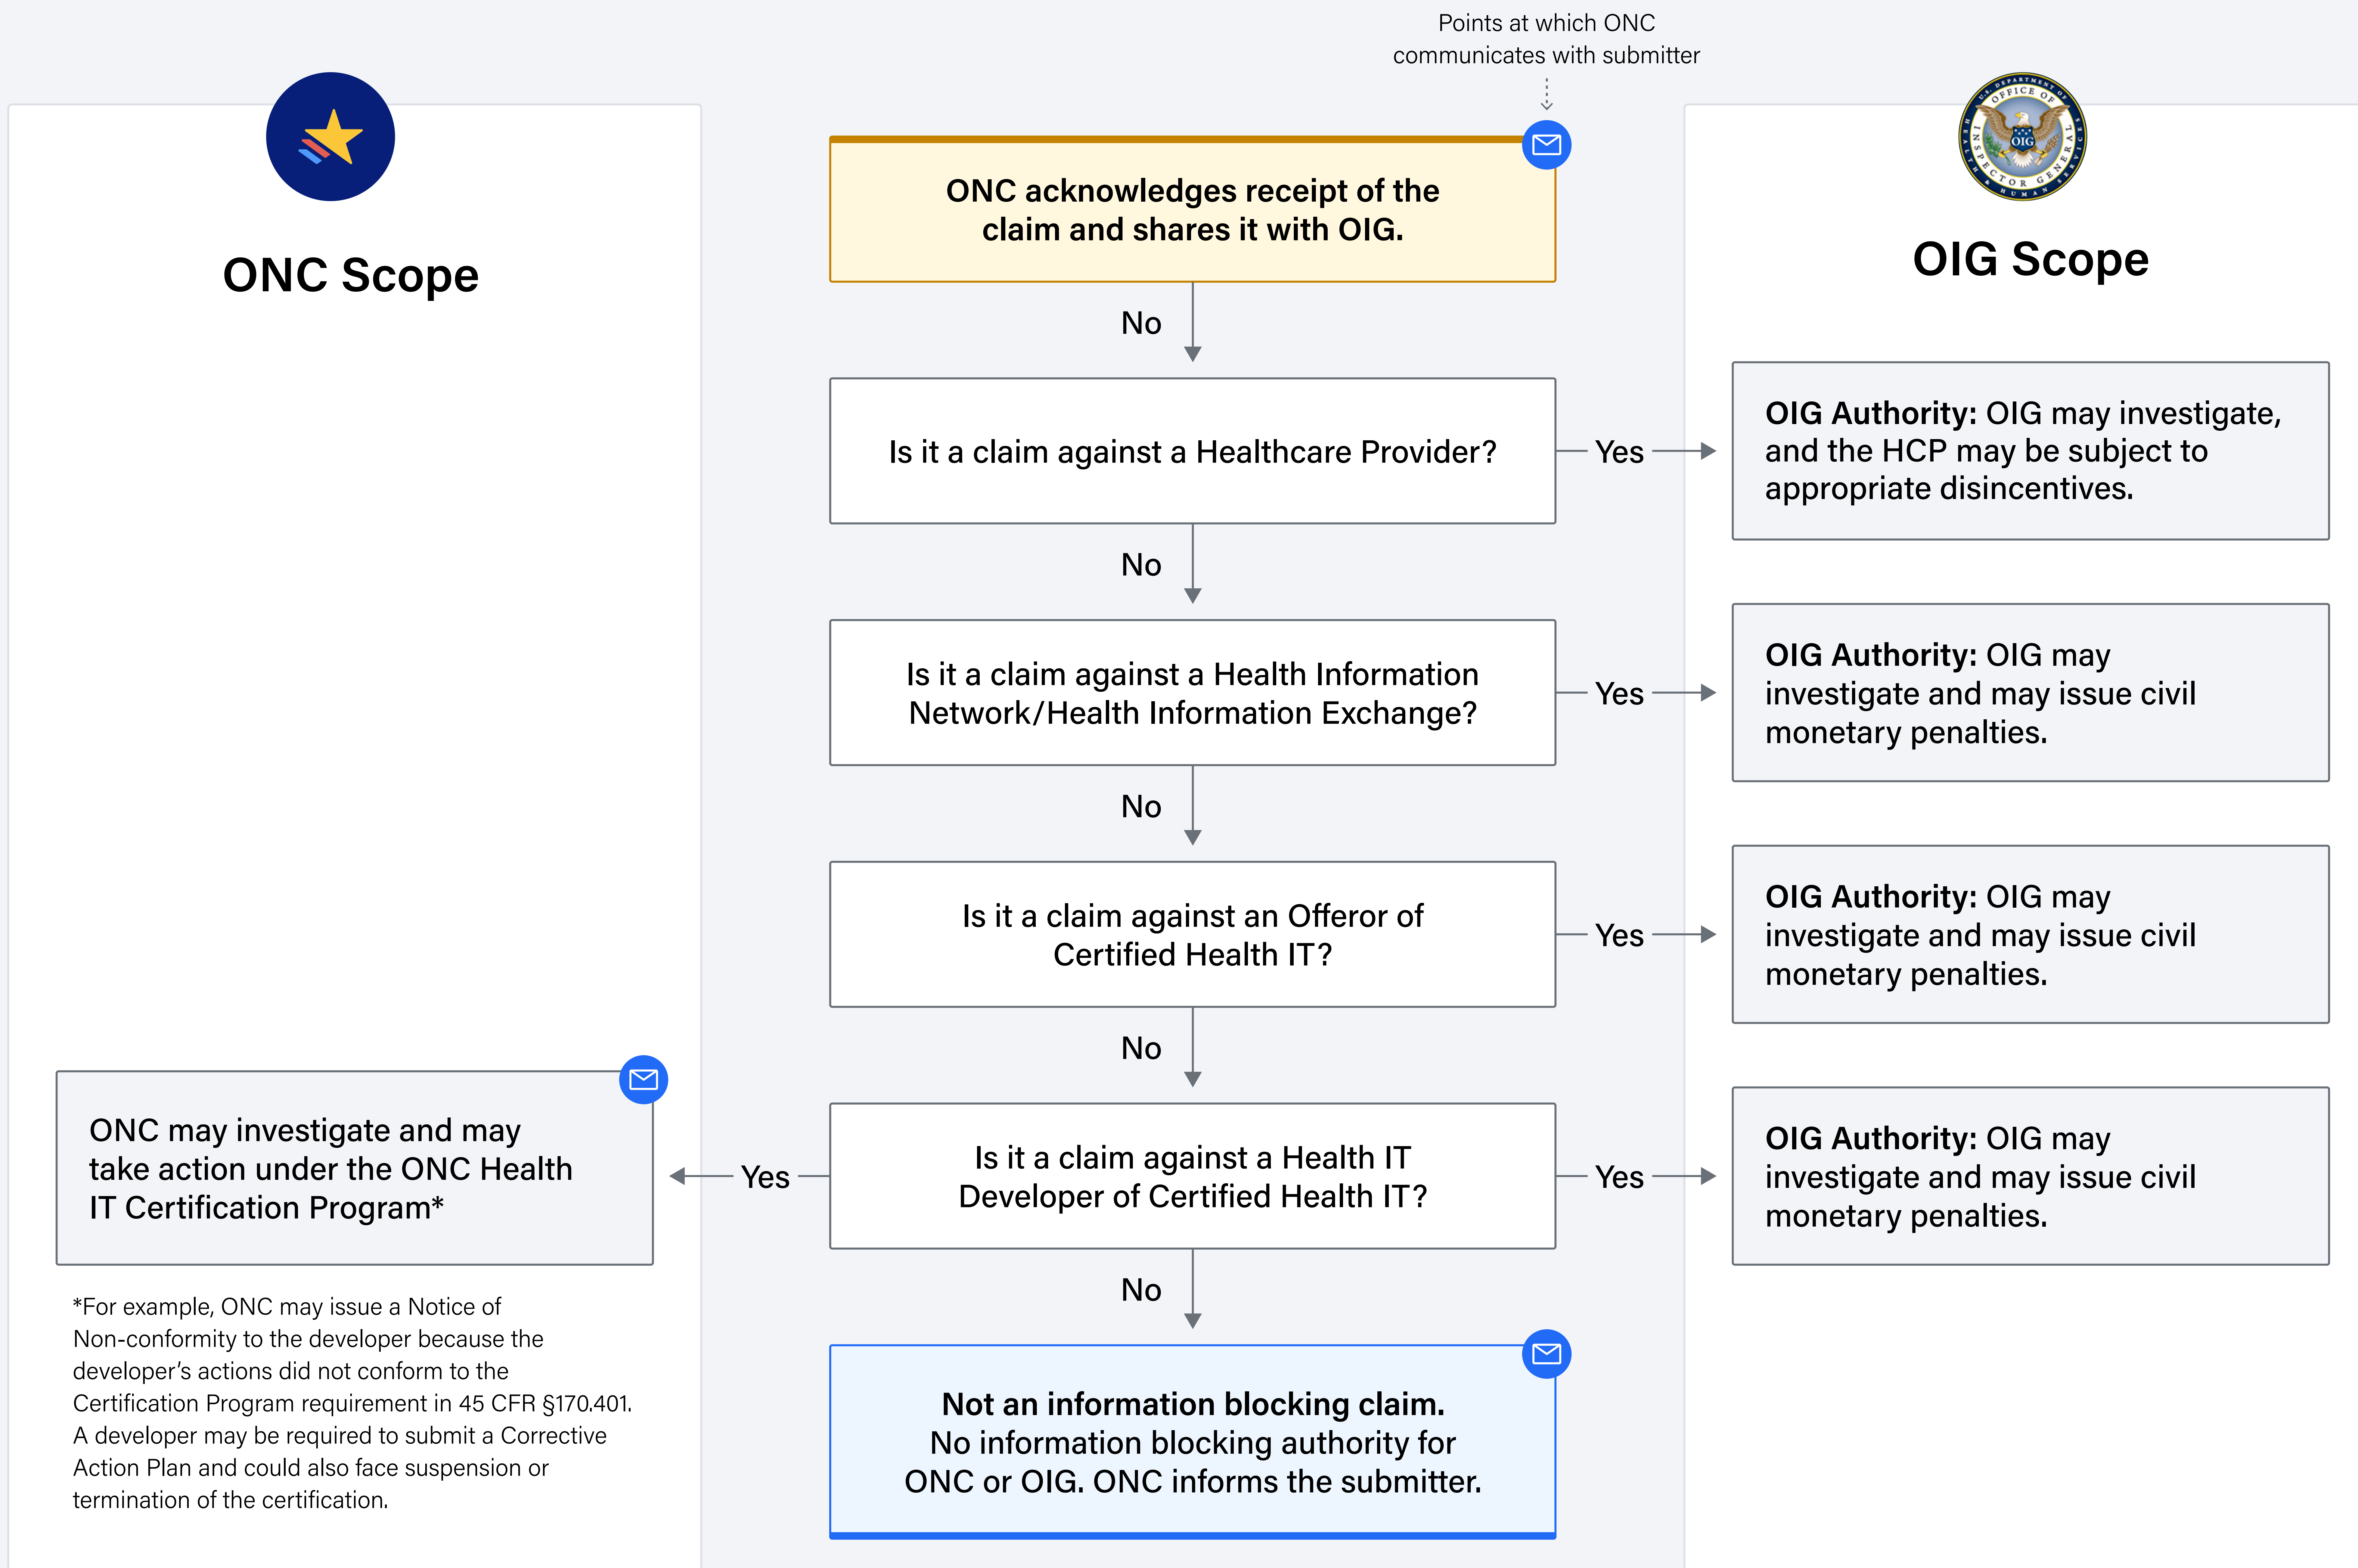 Points at which ONC
communicates with submitter
ONC Scope
ONC acknowledges receipt of the
claim and shares it with OIG.
U.S. DEPARTMENT OF
HEALTH & HUMAN SERVICES
OFFICE OF
INSPECTOR GENERAL
OIG
OIG Scope
No
Is it a claim against a Healthcare Provider?
Yes
OIG Authority: OIG may investigate,
and the HCP may be subject to
appropriate disincentives.
No
Is it a claim against a Health Information
Network/Health Information Exchange?
Yes
OIG Authority: OIG may
investigate and may issue civil
monetary penalties.
No
Is it a claim against an Offeror of
Certified Health IT?
Yes
OIG Authority: OIG may
investigate and may issue civil
monetary penalties.
No
ONC may investigate and may
take action under the ONC Health
IT Certification Program*
Yes
Is it a claim against a Health IT
Developer of Certified Health IT?
Yes
OIG Authority: OIG may
investigate and may issue civil
monetary penalties.
*For example, ONC may issue a Notice of
Non-conformity to the developer because the
developer’s actions did not conform to the
Certification Program requirement in 45 CFR §170.401.
A developer may be required to submit a Corrective
Action Plan and could also face suspension or
termination of the certification.
No
Not an information blocking claim.
No information blocking authority for
ONC or OIG. ONC informs the submitter.